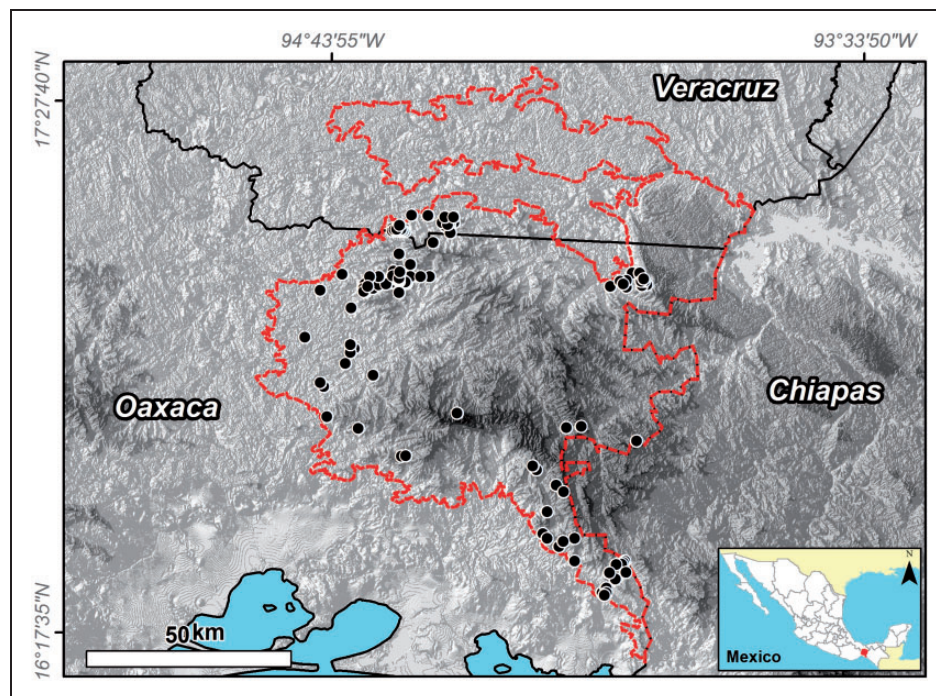 94°43'55"W
93°33'50"W
17°27'40"N
Veracruz
Oaxaca
Chiapas
16°17'35"N
50 km
N
Mexico